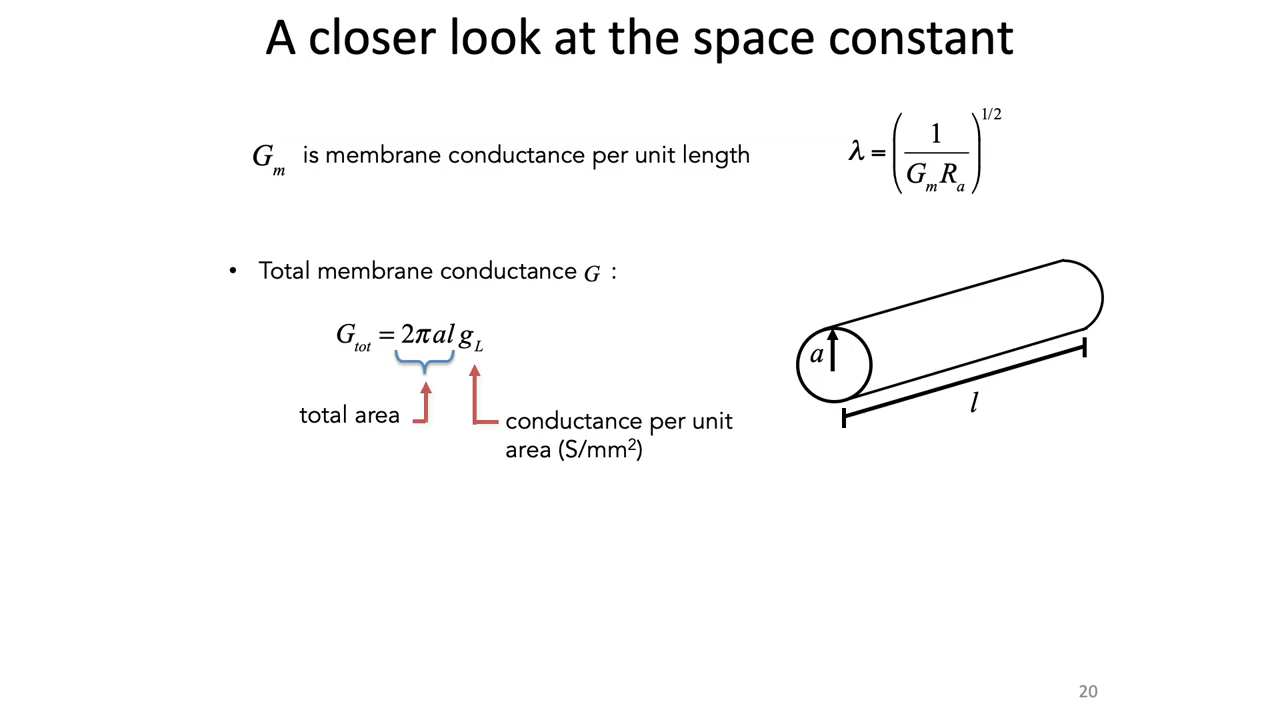 A closer look at the space constant
G_m is membrane conductance per unit length
λ = (1 / (G_m R_a))^{1/2}
• Total membrane conductance G :
G_tot = 2πal g_L
total area
conductance per unit
area (S/mm²)
a
l
20